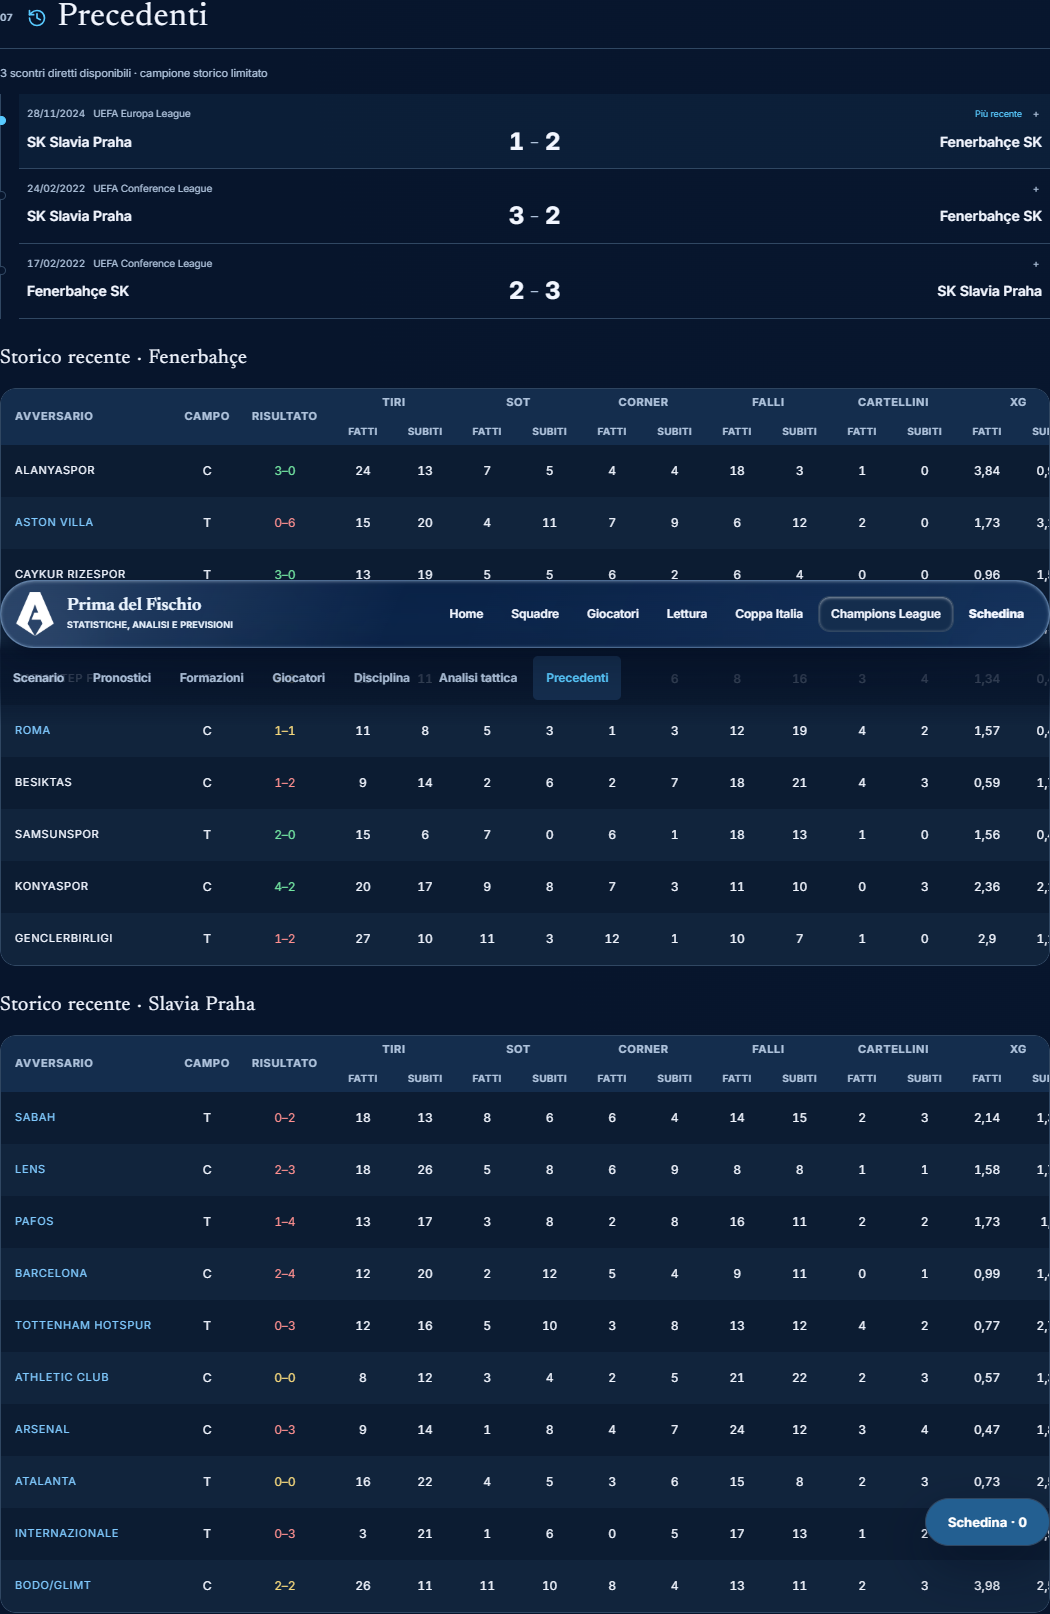 07 Precedenti
3 scontri diretti disponibili · campione storico limitato
28/11/2024 UEFA Europa League Più recente +
SK Slavia Praha 1 - 2 Fenerbahçe SK
24/02/2022 UEFA Conference League +
SK Slavia Praha 3 - 2 Fenerbahçe SK
17/02/2022 UEFA Conference League +
Fenerbahçe SK 2 - 3 SK Slavia Praha
Storico recente · Fenerbahçe
TIRI SOT CORNER FALLI CARTELLINI XG
AVVERSARIO CAMPO RISULTATO
FATTI SUBITI FATTI SUBITI FATTI SUBITI FATTI SUBITI FATTI SUBITI FATTI
ALANYASPOR C 3–0 24 13 7 5 4 4 18 3 1 0 3,84
ASTON VILLA T 0–6 15 20 4 11 7 9 6 12 2 0 1,73
CAYKUR RIZESPOR T 3–0 13 19 5 5 6 2 6 4 0 0 0,96
Prima del Fischio
STATISTICHE, ANALISI E PREVISIONI
Home Squadre Giocatori Lettura Coppa Italia Champions League Schedina
Scenario Pronostici Formazioni Giocatori Disciplina 11 Analisi tattica Precedenti 6 8 16 3 4 1,34
ROMA C 1–1 11 8 5 3 1 3 12 19 4 2 1,57
BESIKTAS C 1–2 9 14 2 6 2 7 18 21 4 3 0,59
SAMSUNSPOR T 2–0 15 6 7 0 6 1 18 13 1 0 1,56
KONYASPOR C 4–2 20 17 9 8 7 3 11 10 0 3 2,36
GENCLERBIRLIGI T 1–2 27 10 11 3 12 1 10 7 1 0 2,9
Storico recente · Slavia Praha
TIRI SOT CORNER FALLI CARTELLINI XG
AVVERSARIO CAMPO RISULTATO
FATTI SUBITI FATTI SUBITI FATTI SUBITI FATTI SUBITI FATTI SUBITI FATTI
SABAH T 0–2 18 13 8 6 6 4 14 15 2 3 2,14
LENS C 2–3 18 26 5 8 6 9 8 8 1 1 1,58
PAFOS T 1–4 13 17 3 8 2 8 16 11 2 2 1,73
BARCELONA C 2–4 12 20 2 12 5 4 9 11 0 1 0,99
TOTTENHAM HOTSPUR T 0–3 12 16 5 10 3 8 13 12 4 2 0,77
ATHLETIC CLUB C 0–0 8 12 3 4 2 5 21 22 2 3 0,57
ARSENAL C 0–3 9 14 1 8 4 7 24 12 3 4 0,47
ATALANTA T 0–0 16 22 4 5 3 6 15 8 2 3 0,73
Schedina · 0
INTERNAZIONALE T 0–3 3 21 1 6 0 5 17 13 1 2
BODO/GLIMT C 2–2 26 11 11 10 8 4 13 11 2 3 3,98